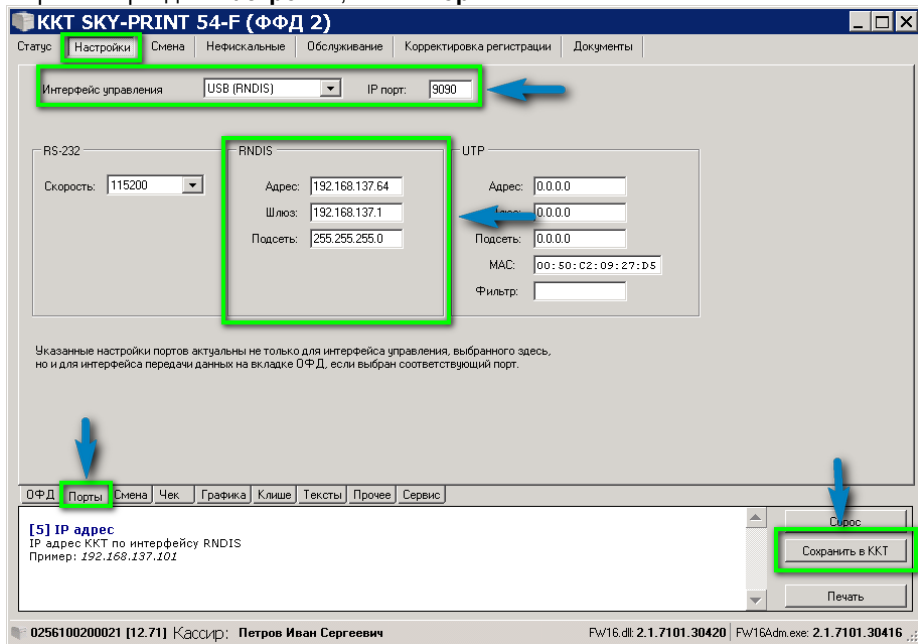 KKT SKY-PRINT 54-F (ФФД 2)
Статус Настройки Смена Нефискальные Обслуживание Корректировка регистрации Документы
Интерфейс управления USB (RNDIS) IP порт: 9090
RS-232 RNDIS UTP
Скорость: 115200 Адрес: 192.168.137.64 Адрес: 0.0.0.0
Шлюз: 192.168.137.1 0.0.0.0
Подсеть: 255.255.255.0 Подсеть: 0.0.0.0
MAC: 00:50:C2:09:27:D5
Фильтр:
Указанные настройки портов актуальны не только для интерфейса управления, выбранного здесь,
но и для интерфейса передачи данных на вкладке ОФД, если выбран соответствующий порт.
ОФД Порты Смена Чек Графика Клише Тексты Прочее Сервис
[5] IP адрес
IP адрес ККТ по интерфейсу RNDIS
Пример: 192.168.137.101
Сброс
Сохранить в ККТ
Печать
0256100200021 [12.71] Кассир: Петров Иван Сергеевич FW16.dll: 2.1.7101.30420 FW16Adm.exe: 2.1.7101.30416